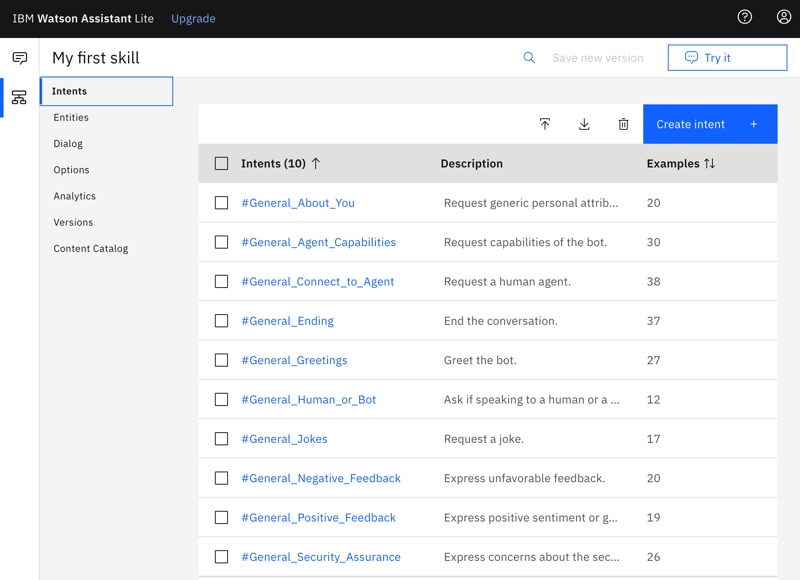 IBM Watson Assistant Lite Upgrade
My first skill Save new version Try it
Intents
Entities
Dialog
Options
Analytics
Versions
Content Catalog
Create intent +
Intents (10) Description Examples
#General_About_You Request generic personal attrib... 20
#General_Agent_Capabilities Request capabilities of the bot. 30
#General_Connect_to_Agent Request a human agent. 38
#General_Ending End the conversation. 37
#General_Greetings Greet the bot. 27
#General_Human_or_Bot Ask if speaking to a human or a ... 12
#General_Jokes Request a joke. 17
#General_Negative_Feedback Express unfavorable feedback. 20
#General_Positive_Feedback Express positive sentiment or g... 19
#General_Security_Assurance Express concerns about the sec... 26